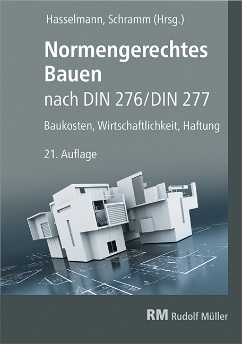 Hasselmann, Schramm (Hrsg.)
Normengerechtes
Bauen
nach DIN 276/DIN 277
Baukosten, Wirtschaftlichkeit, Haftung
21. Auflage
RM Rudolf Müller